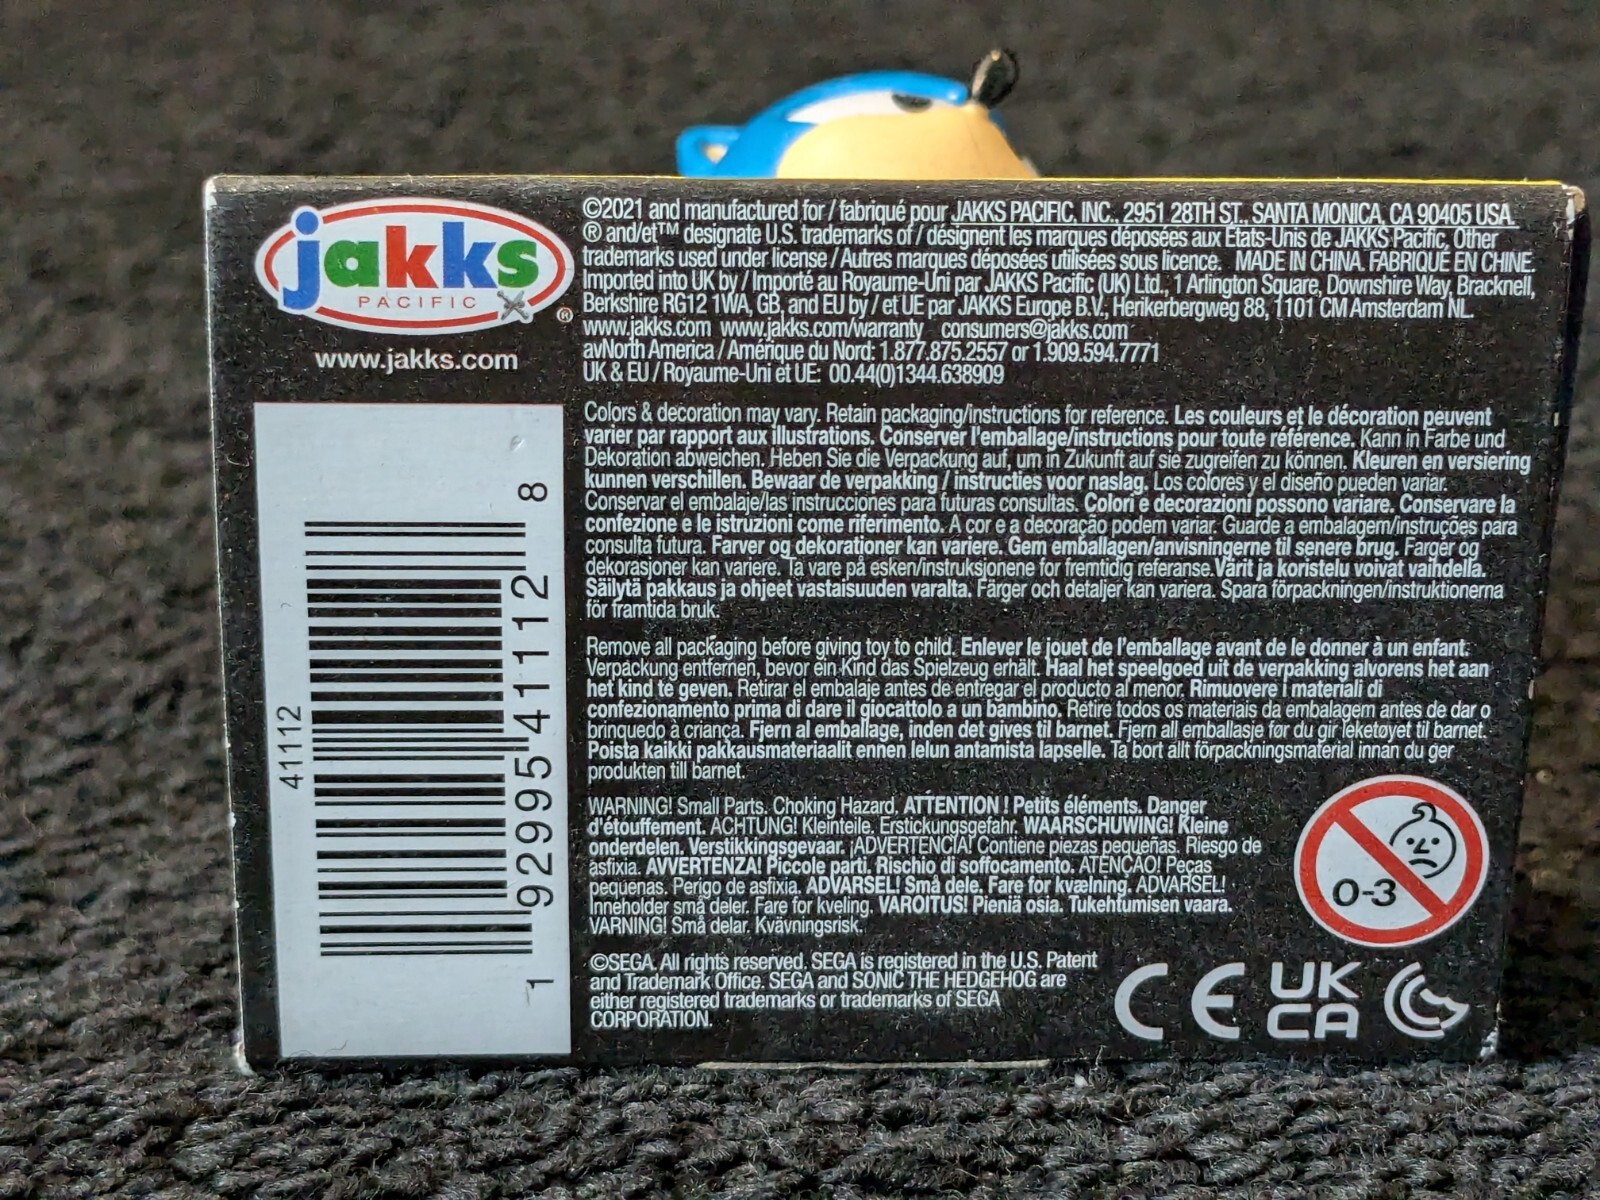 jakks
PACIFIC
®
www.jakks.com
41112
1 92995 41112 8
©2021 and manufactured for / fabriqué pour JAKKS PACIFIC, INC., 2951 28TH ST., SANTA MONICA, CA 90405 USA.
® and/et™ designate U.S. trademarks of / désignent les marques déposées aux États-Unis de JAKKS Pacific. Other
trademarks used under license / Autres marques déposées utilisées sous licence. MADE IN CHINA. FABRIQUÉ EN CHINE.
Imported into UK by / Importé au Royaume-Uni par JAKKS Pacific (UK) Ltd., 1 Arlington Square, Downshire Way, Bracknell,
Berkshire RG12 1WA, GB, and EU by / et UE par JAKKS Europe B.V., Herikerbergweg 88, 1101 CM Amsterdam NL.
www.jakks.com www.jakks.com/warranty consumers@jakks.com
avNorth America / Amérique du Nord: 1.877.875.2557 or 1.909.594.7771
UK & EU / Royaume-Uni et UE: 00.44(0)1344.638909
Colors & decoration may vary. Retain packaging/instructions for reference. Les couleurs et le décoration peuvent
varier par rapport aux illustrations. Conserver l'emballage/instructions pour toute référence. Kann in Farbe und
Dekoration abweichen. Heben Sie die Verpackung auf, um in Zukunft auf sie zugreifen zu können. Kleuren en versiering
kunnen verschillen. Bewaar de verpakking / instructies voor naslag. Los colores y el diseño pueden variar.
Conservar el embalaje/las instrucciones para futuras consultas. Colori e decorazioni possono variare. Conservare la
confezione e le istruzioni come riferimento. A cor e a decoração podem variar. Guarde a embalagem/instruções para
consulta futura. Farver og dekorationer kan variere. Gem emballagen/anvisningerne til senere brug. Farger og
dekorasjoner kan variere. Ta vare på esken/instruksjonene for fremtidig referanse. Värit ja koristelu voivat vaihdella.
Säilytä pakkaus ja ohjeet vastaisuuden varalta. Färger och detaljer kan variera. Spara förpackningen/instruktionerna
för framtida bruk.
Remove all packaging before giving toy to child. Enlever le jouet de l'emballage avant de le donner à un enfant.
Verpackung entfernen, bevor ein Kind das Spielzeug erhält. Haal het speelgoed uit de verpakking alvorens het aan
het kind te geven. Retirar el embalaje antes de entregar el producto al menor. Rimuovere i materiali di
confezionamento prima di dare il giocattolo a un bambino. Retire todos os materiais da embalagem antes de dar o
brinquedo à criança. Fjern al emballage, inden det gives til barnet. Fjern all emballasje før du gir leketøyet til barnet.
Poista kaikki pakkausmateriaalit ennen lelun antamista lapselle. Ta bort allt förpackningsmaterial innan du ger
produkten till barnet.
WARNING! Small Parts. Choking Hazard. ATTENTION ! Petits éléments. Danger
d'étouffement. ACHTUNG! Kleinteile. Erstickungsgefahr. WAARSCHUWING! Kleine
onderdelen. Verstikkingsgevaar. ¡ADVERTENCIA! Contiene piezas pequeñas. Riesgo de
asfixia. AVVERTENZA! Piccole parti. Rischio di soffocamento. ATENÇÃO! Peças
pequenas. Perigo de asfixia. ADVARSEL! Små dele. Fare for kvælning. ADVARSEL!
Inneholder små deler. Fare for kveling. VAROITUS! Pieniä osia. Tukehtumisen vaara.
VARNING! Små delar. Kvävningsrisk.
0-3
©SEGA. All rights reserved. SEGA is registered in the U.S. Patent
and Trademark Office. SEGA and SONIC THE HEDGEHOG are
either registered trademarks or trademarks of SEGA
CORPORATION.
CE UK
CA